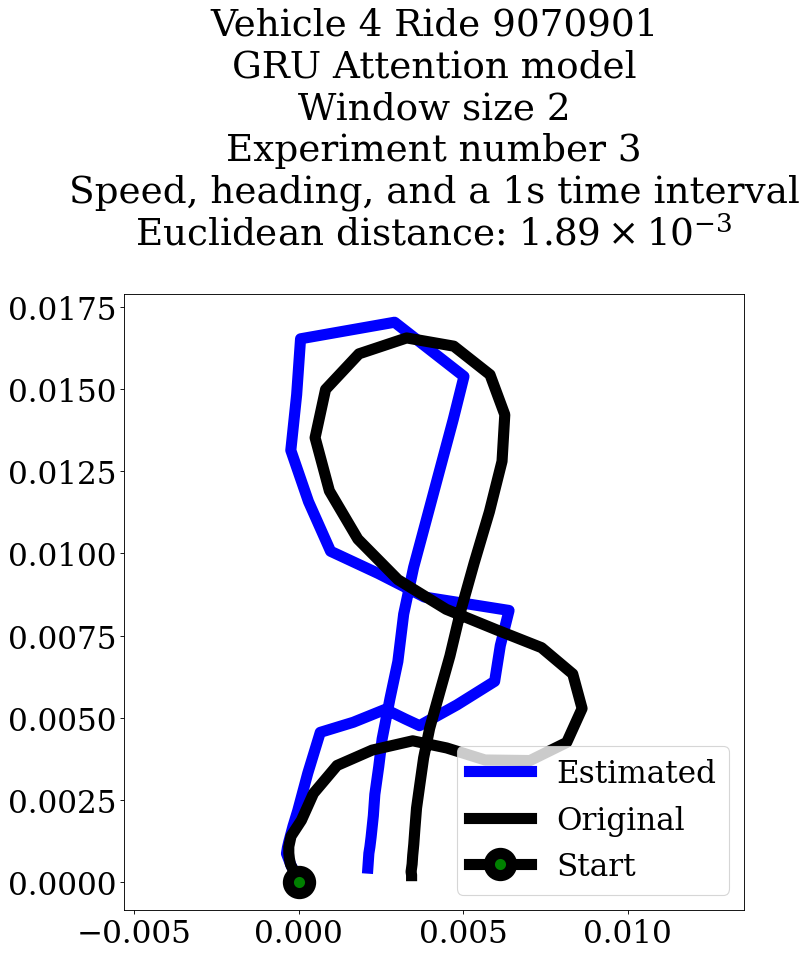 Vehicle 4 Ride 9070901
GRU Attention model
Window size 2
Experiment number 3
Speed, heading, and a 1s time interval
Euclidean distance: 1.89 × 10⁻³
0.0175
0.0150
0.0125
0.0100
0.0075
0.0050
0.0025
0.0000
−0.005 0.000 0.005 0.010
Estimated
Original
Start